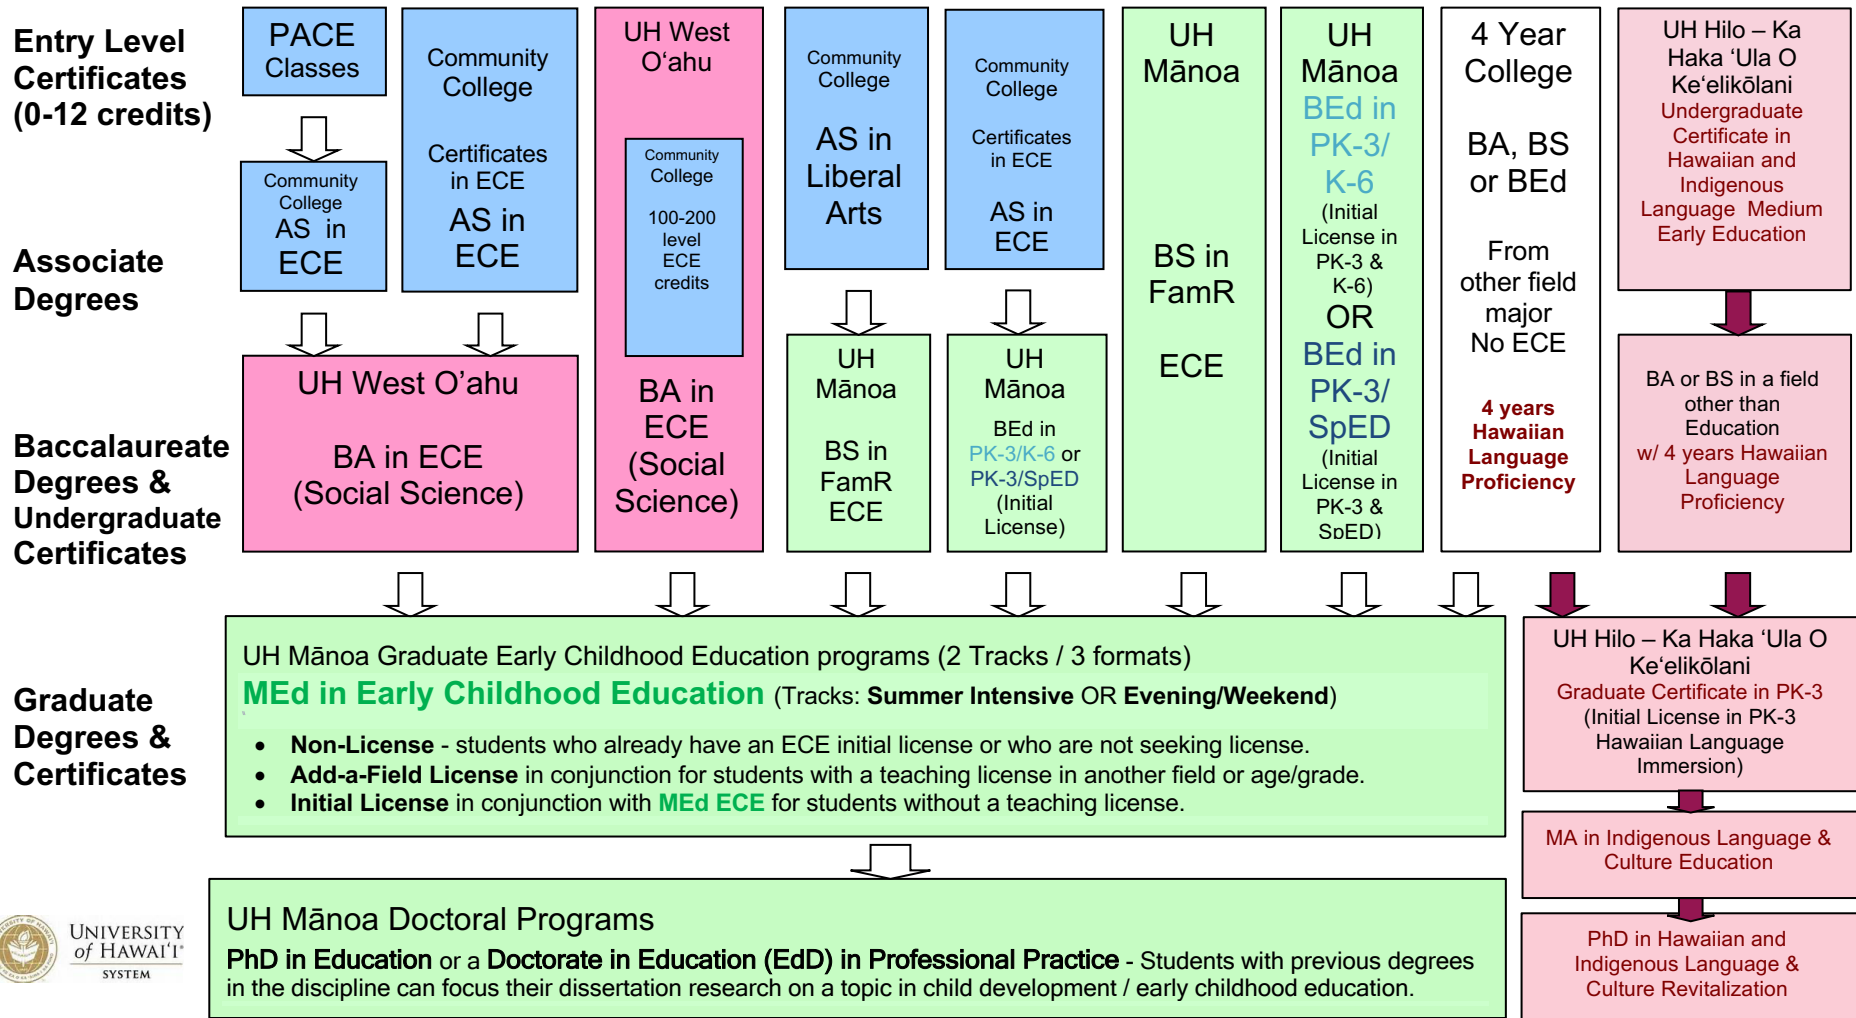 Entry Level
Certificates
(0-12 credits)
Associate
Degrees
Baccalaureate
Degrees &
Undergraduate
Certificates
Graduate
Degrees &
Certificates
PACE
Classes
Community
College
AS in
ECE
Community
College
Certificates
in ECE
AS in
ECE
UH West O'ahu
BA in ECE
(Social Science)
UH West
Oʻahu
Community
College
100-200
level
ECE
credits
BA in
ECE
(Social
Science)
Community
College
AS in
Liberal
Arts
UH
Mānoa
BS in
FamR
ECE
Community
College
Certificates
in ECE
AS in
ECE
UH
Mānoa
BEd in
PK-3/K-6 or
PK-3/SpED
(Initial
License)
UH
Mānoa
BS in
FamR
ECE
UH
Mānoa
BEd in
PK-3/
K-6
(Initial
License in
PK-3 &
K-6)
OR
BEd in
PK-3/
SpED
(Initial
License in
PK-3 &
SpED)
4 Year
College
BA, BS
or BEd
From
other field
major
No ECE
4 years
Hawaiian
Language
Proficiency
UH Hilo – Ka
Haka ʻUla O
Keʻelikōlani
Undergraduate
Certificate in
Hawaiian and
Indigenous
Language Medium
Early Education
BA or BS in a field
other than
Education
w/ 4 years Hawaiian
Language
Proficiency
UH Mānoa Graduate Early Childhood Education programs (2 Tracks / 3 formats)
MEd in Early Childhood Education (Tracks: Summer Intensive OR Evening/Weekend)
• Non-License - students who already have an ECE initial license or who are not seeking license.
• Add-a-Field License in conjunction for students with a teaching license in another field or age/grade.
• Initial License in conjunction with MEd ECE for students without a teaching license.
UH Hilo – Ka Haka ʻUla O
Keʻelikōlani
Graduate Certificate in PK-3
(Initial License in PK-3
Hawaiian Language
Immersion)
MA in Indigenous Language &
Culture Education
PhD in Hawaiian and
Indigenous Language &
Culture Revitalization
UH Mānoa Doctoral Programs
PhD in Education or a Doctorate in Education (EdD) in Professional Practice - Students with previous degrees
in the discipline can focus their dissertation research on a topic in child development / early childhood education.
UNIVERSITY
of HAWAIʻI®
SYSTEM